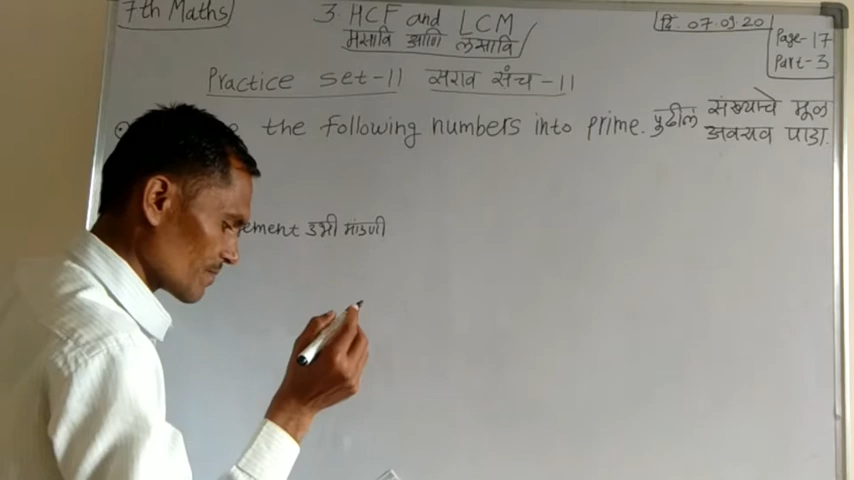 7th Maths
3. HCF and LCM
मसावि आणि लसावि
दि. 07.09.20
Page-17
Part-3
Practice set-11 सराव संच-11
the following numbers into prime. पुढील संख्यांचे मूळ
अवयव पाडा.
ement उभी मांडणी